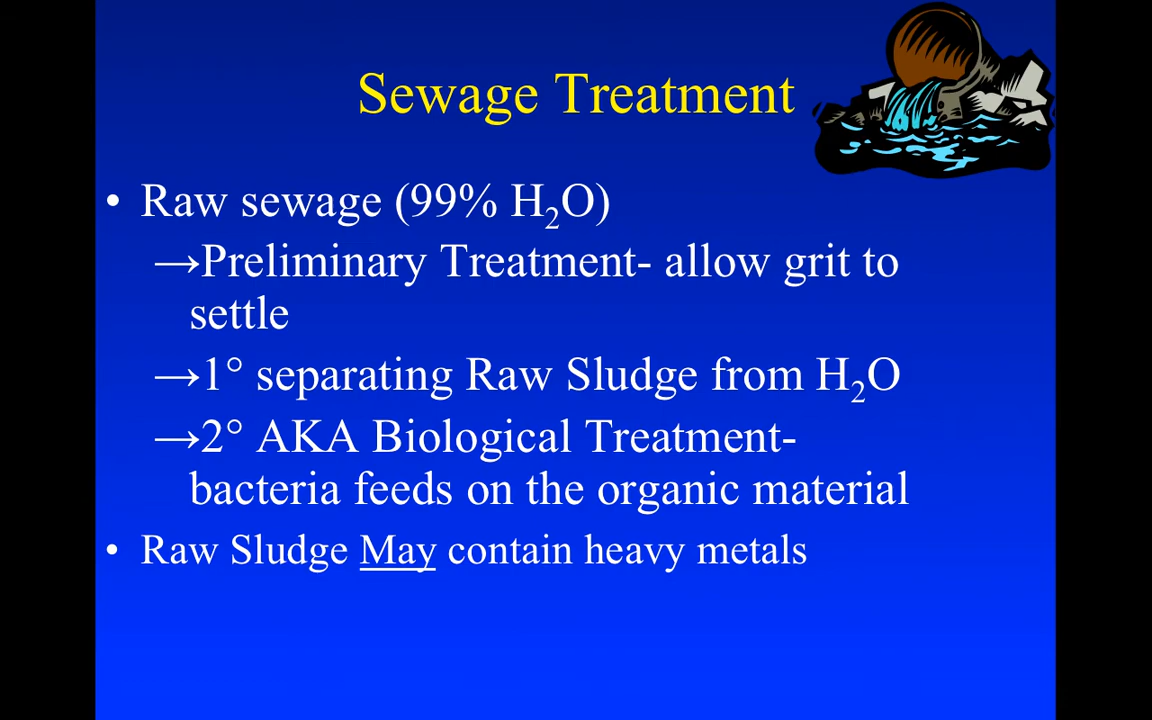 Sewage Treatment
• Raw sewage (99% H₂O)
→Preliminary Treatment- allow grit to
settle
→1° separating Raw Sludge from H₂O
→2° AKA Biological Treatment-
bacteria feeds on the organic material
• Raw Sludge May contain heavy metals